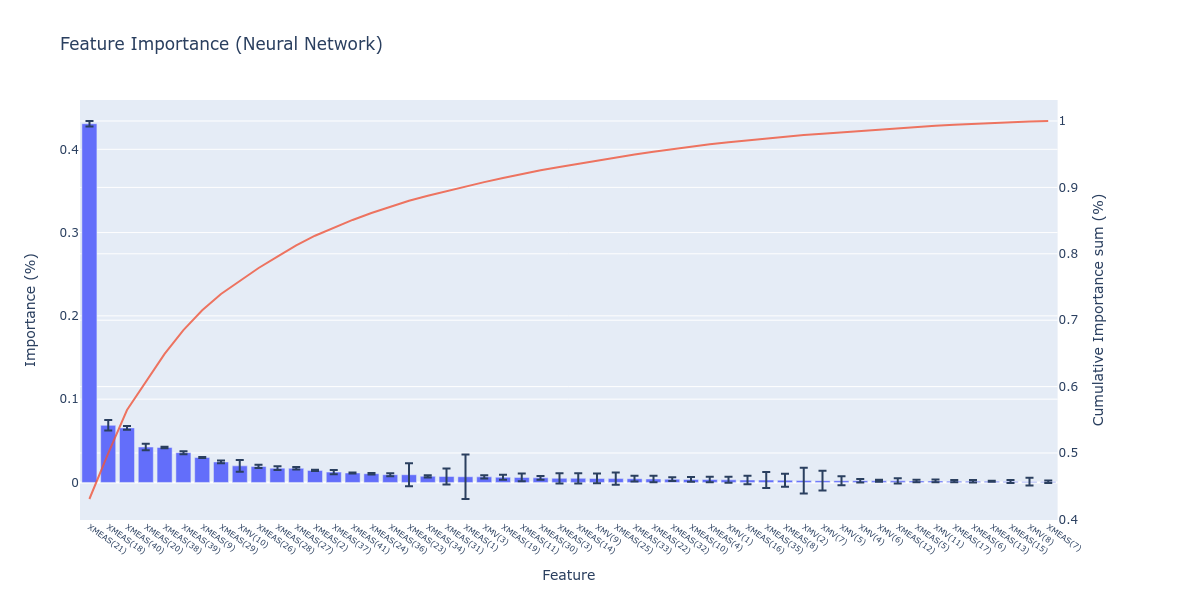 Feature Importance (Neural Network)
Importance (%)
0.4
0.3
0.2
0.1
0
1
0.9
0.8
0.7
0.6
0.5
0.4
Cumulative Importance sum (%)
XMEAS(21)
XMEAS(18)
XMEAS(40)
XMEAS(20)
XMEAS(38)
XMEAS(39)
XMEAS(9)
XMEAS(29)
XMV(10)
XMEAS(26)
XMEAS(28)
XMEAS(27)
XMEAS(2)
XMEAS(37)
XMEAS(41)
XMEAS(24)
XMEAS(36)
XMEAS(23)
XMEAS(34)
XMEAS(31)
XMEAS(1)
XMV(3)
XMEAS(19)
XMEAS(11)
XMEAS(30)
XMEAS(3)
XMEAS(14)
XMV(9)
XMEAS(25)
XMEAS(33)
XMEAS(22)
XMEAS(32)
XMEAS(10)
XMEAS(4)
XMV(1)
XMEAS(16)
XMEAS(35)
XMEAS(8)
XMV(2)
XMV(7)
XMV(5)
XMV(4)
XMV(6)
XMEAS(12)
XMEAS(5)
XMV(11)
XMEAS(17)
XMEAS(6)
XMEAS(13)
XMEAS(15)
XMV(8)
XMEAS(7)
Feature